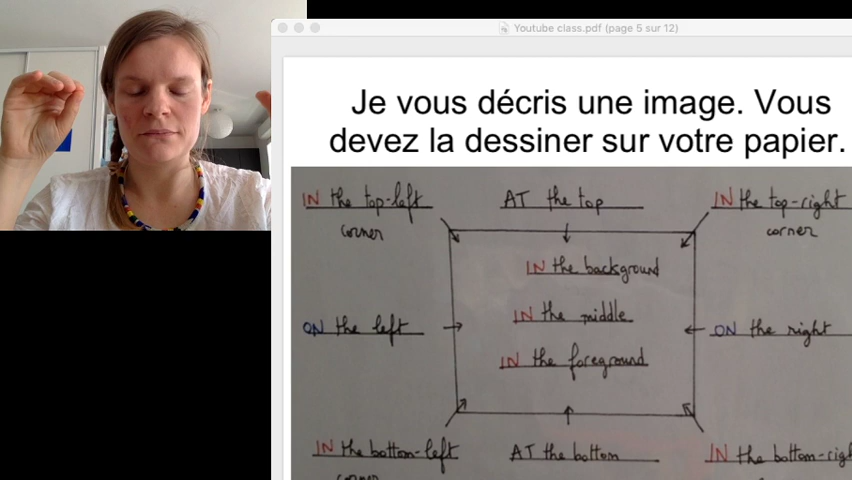 Youtube class.pdf (page 5 sur 12)
Je vous décris une image. Vous
devez la dessiner sur votre papier.
IN the top-left
corner
AT the top
IN the top-right
corner
IN the background
ON the left
IN the middle
ON the right
IN the foreground
IN the bottom-left
corner
AT the bottom
IN the bottom-right